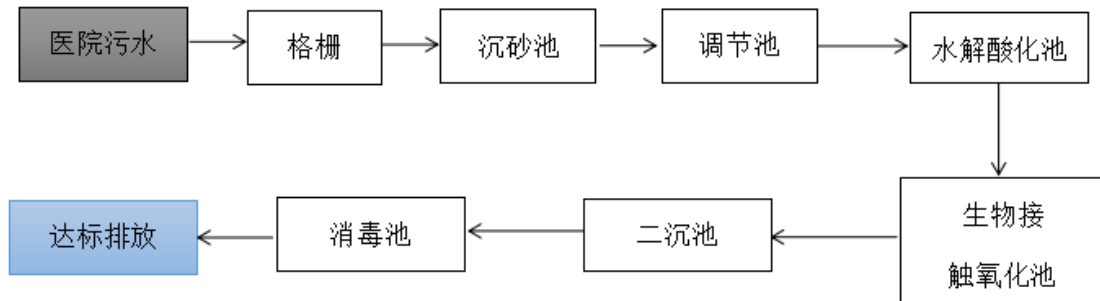 医院污水
格栅
沉砂池
调节池
水解酸化池
生物接
触氧化池
二沉池
消毒池
达标排放